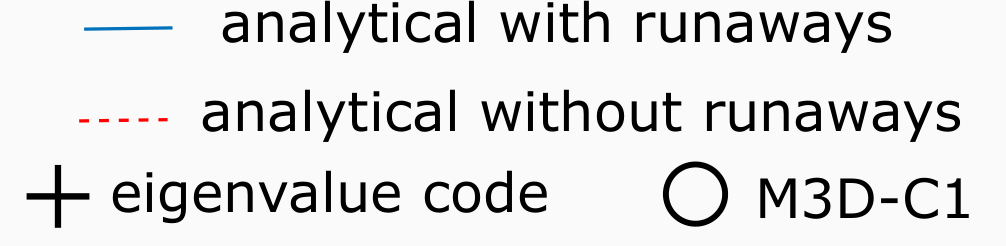 analytical with runaways
analytical without runaways
eigenvalue code M3D-C1